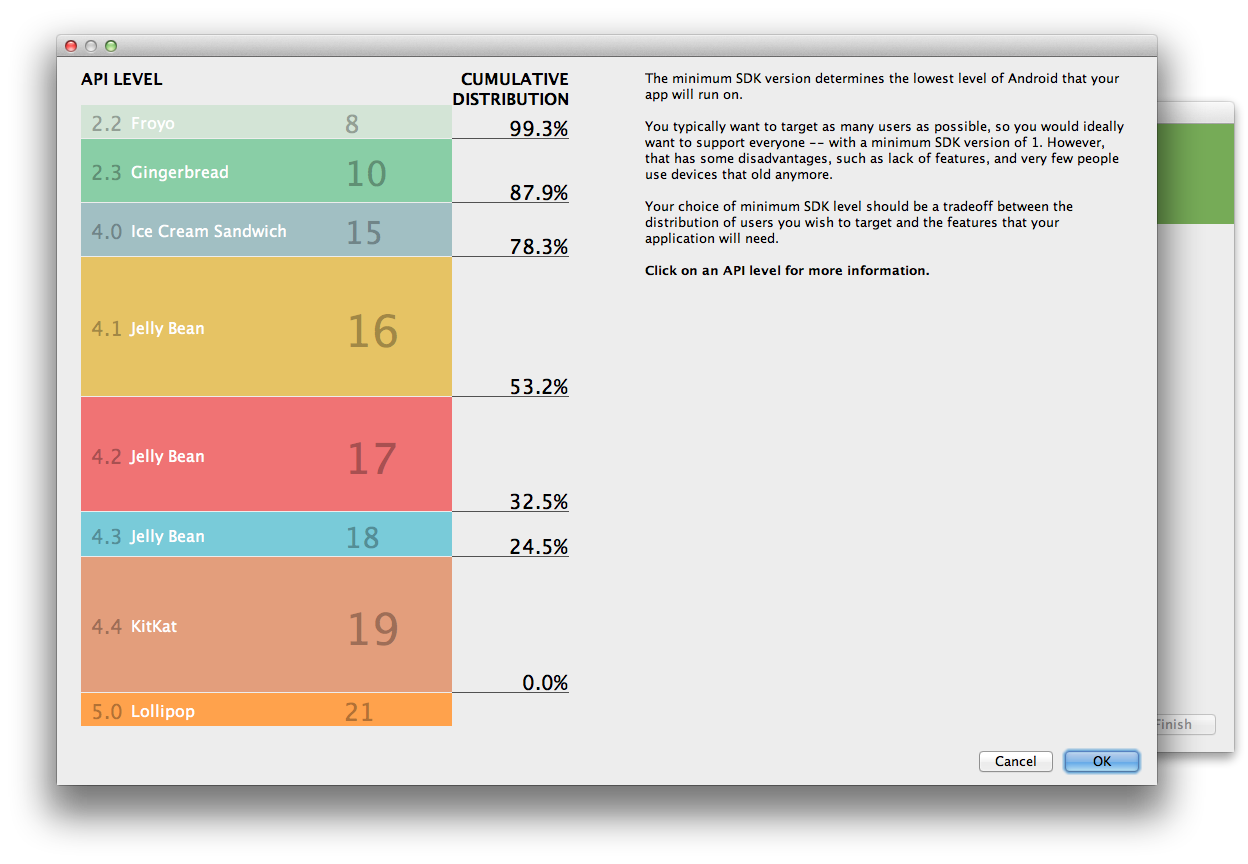 API LEVEL
CUMULATIVE
DISTRIBUTION
2.2 Froyo 8
99.3%
2.3 Gingerbread 10
87.9%
4.0 Ice Cream Sandwich 15
78.3%
4.1 Jelly Bean 16
53.2%
4.2 Jelly Bean 17
32.5%
4.3 Jelly Bean 18
24.5%
4.4 KitKat 19
0.0%
5.0 Lollipop 21
The minimum SDK version determines the lowest level of Android that your
app will run on.
You typically want to target as many users as possible, so you would ideally
want to support everyone -- with a minimum SDK version of 1. However,
that has some disadvantages, such as lack of features, and very few people
use devices that old anymore.
Your choice of minimum SDK level should be a tradeoff between the
distribution of users you wish to target and the features that your
application will need.
Click on an API level for more information.
Finish
Cancel
OK